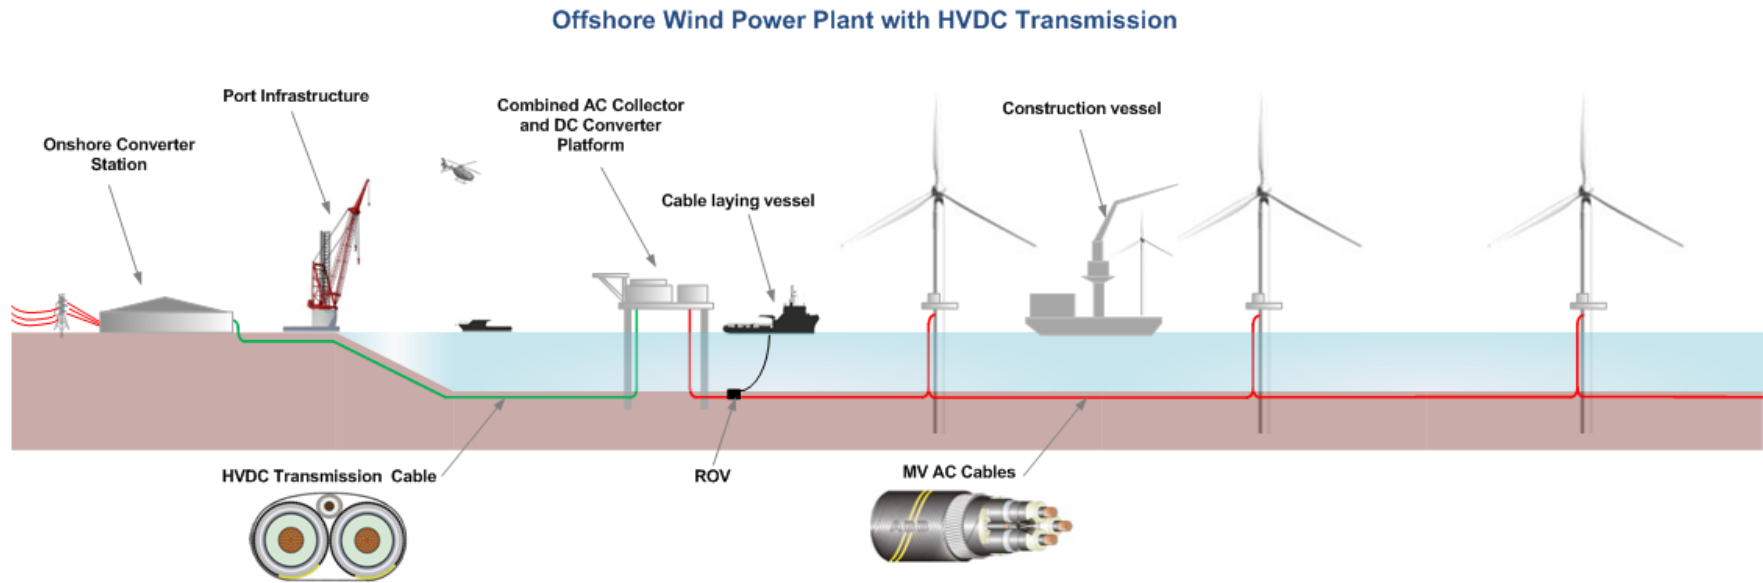 Offshore Wind Power Plant with HVDC Transmission
Port Infrastructure
Combined AC Collector
and DC Converter
Platform
Construction vessel
Onshore Converter
Station
Cable laying vessel
HVDC Transmission Cable
ROV
MV AC Cables